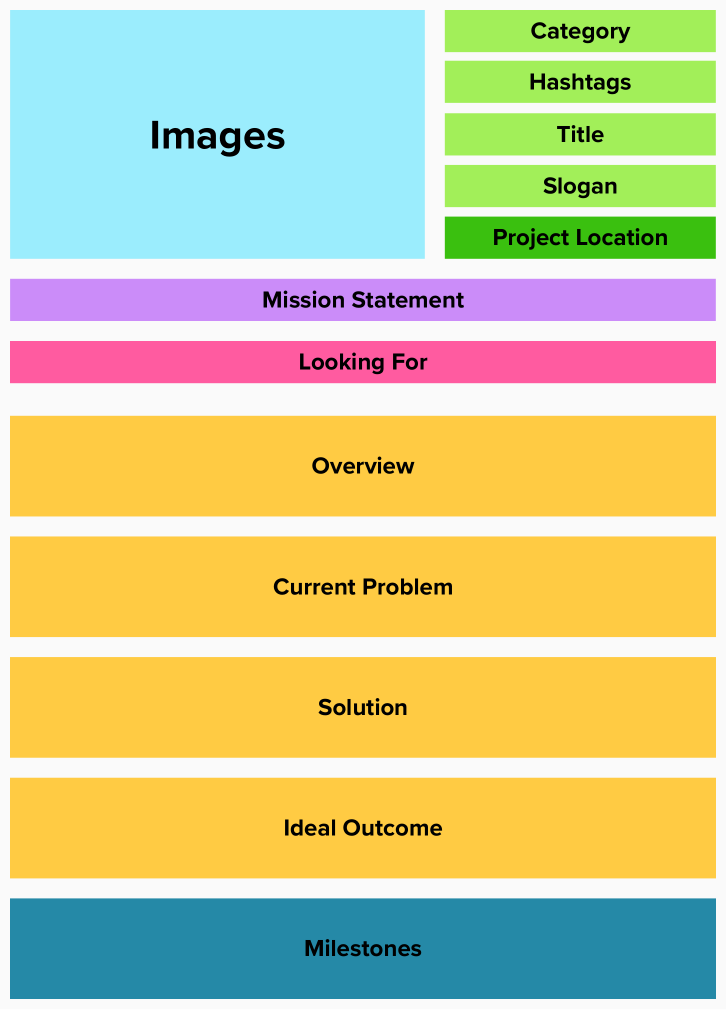 Images
Category
Hashtags
Title
Slogan
Project Location
Mission Statement
Looking For
Overview
Current Problem
Solution
Ideal Outcome
Milestones